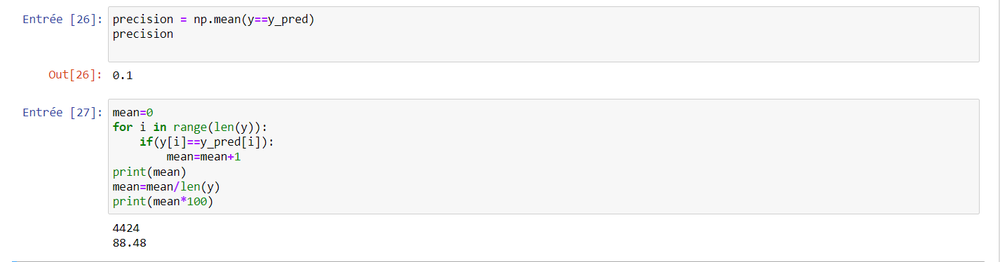 Entrée [26]: precision = np.mean(y==y_pred)
precision
Out[26]: 0.1
Entrée [27]: mean=0
for i in range(len(y)):
    if(y[i]==y_pred[i]):
        mean=mean+1
print(mean)
mean=mean/len(y)
print(mean*100)
4424
88.48